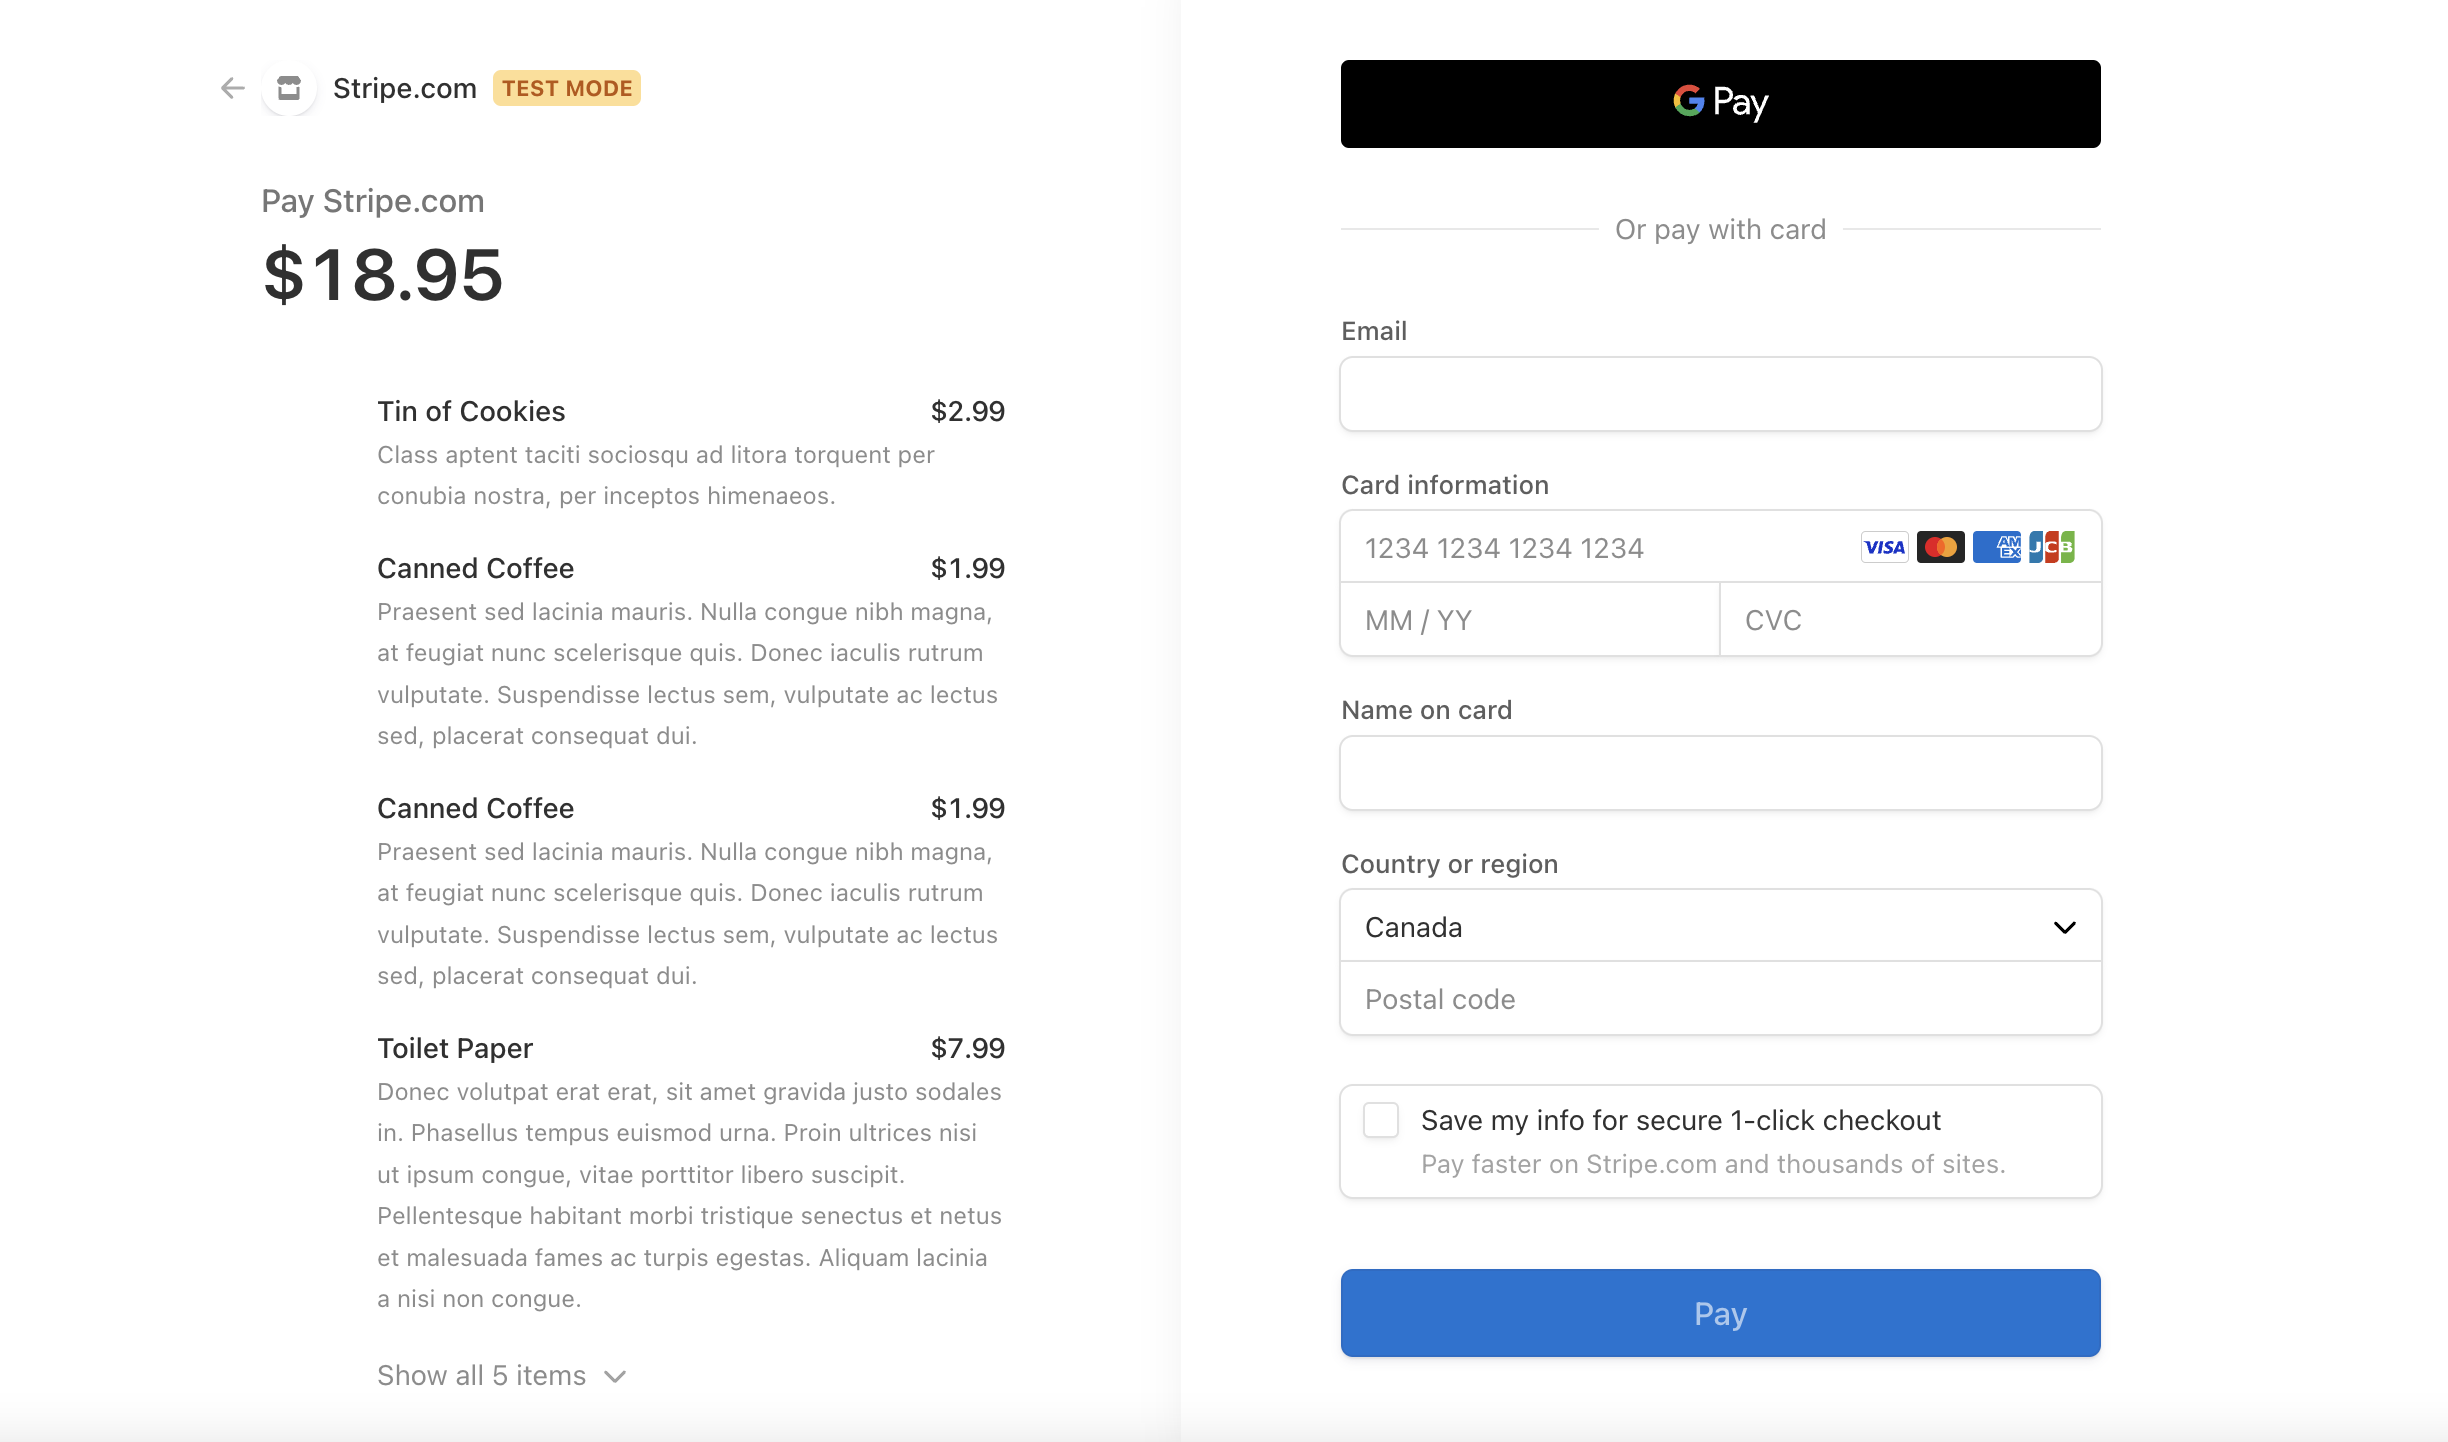 Stripe.com TEST MODE
Pay Stripe.com
$18.95
Tin of Cookies $2.99
Class aptent taciti sociosqu ad litora torquent per
conubia nostra, per inceptos himenaeos.
Canned Coffee $1.99
Praesent sed lacinia mauris. Nulla congue nibh magna,
at feugiat nunc scelerisque quis. Donec iaculis rutrum
vulputate. Suspendisse lectus sem, vulputate ac lectus
sed, placerat consequat dui.
Canned Coffee $1.99
Praesent sed lacinia mauris. Nulla congue nibh magna,
at feugiat nunc scelerisque quis. Donec iaculis rutrum
vulputate. Suspendisse lectus sem, vulputate ac lectus
sed, placerat consequat dui.
Toilet Paper $7.99
Donec volutpat erat erat, sit amet gravida justo sodales
in. Phasellus tempus euismod urna. Proin ultrices nisi
ut ipsum congue, vitae porttitor libero suscipit.
Pellentesque habitant morbi tristique senectus et netus
et malesuada fames ac turpis egestas. Aliquam lacinia
a nisi non congue.
Show all 5 items
G Pay
Or pay with card
Email
Card information
1234 1234 1234 1234 VISA AMEX JCB
MM / YY CVC
Name on card
Country or region
Canada
Postal code
Save my info for secure 1-click checkout
Pay faster on Stripe.com and thousands of sites.
Pay